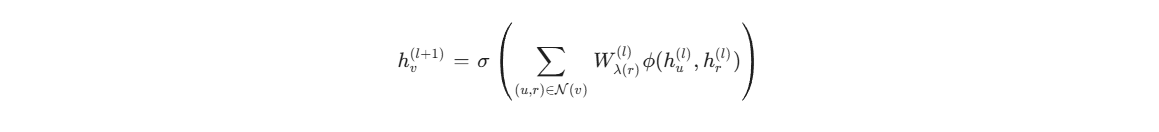 $$h_v^{(l+1)} = \sigma \left( \sum_{(u,r) \in \mathcal{N}(v)} W_{\lambda(r)}^{(l)} \phi(h_u^{(l)}, h_r^{(l)}) \right)$$